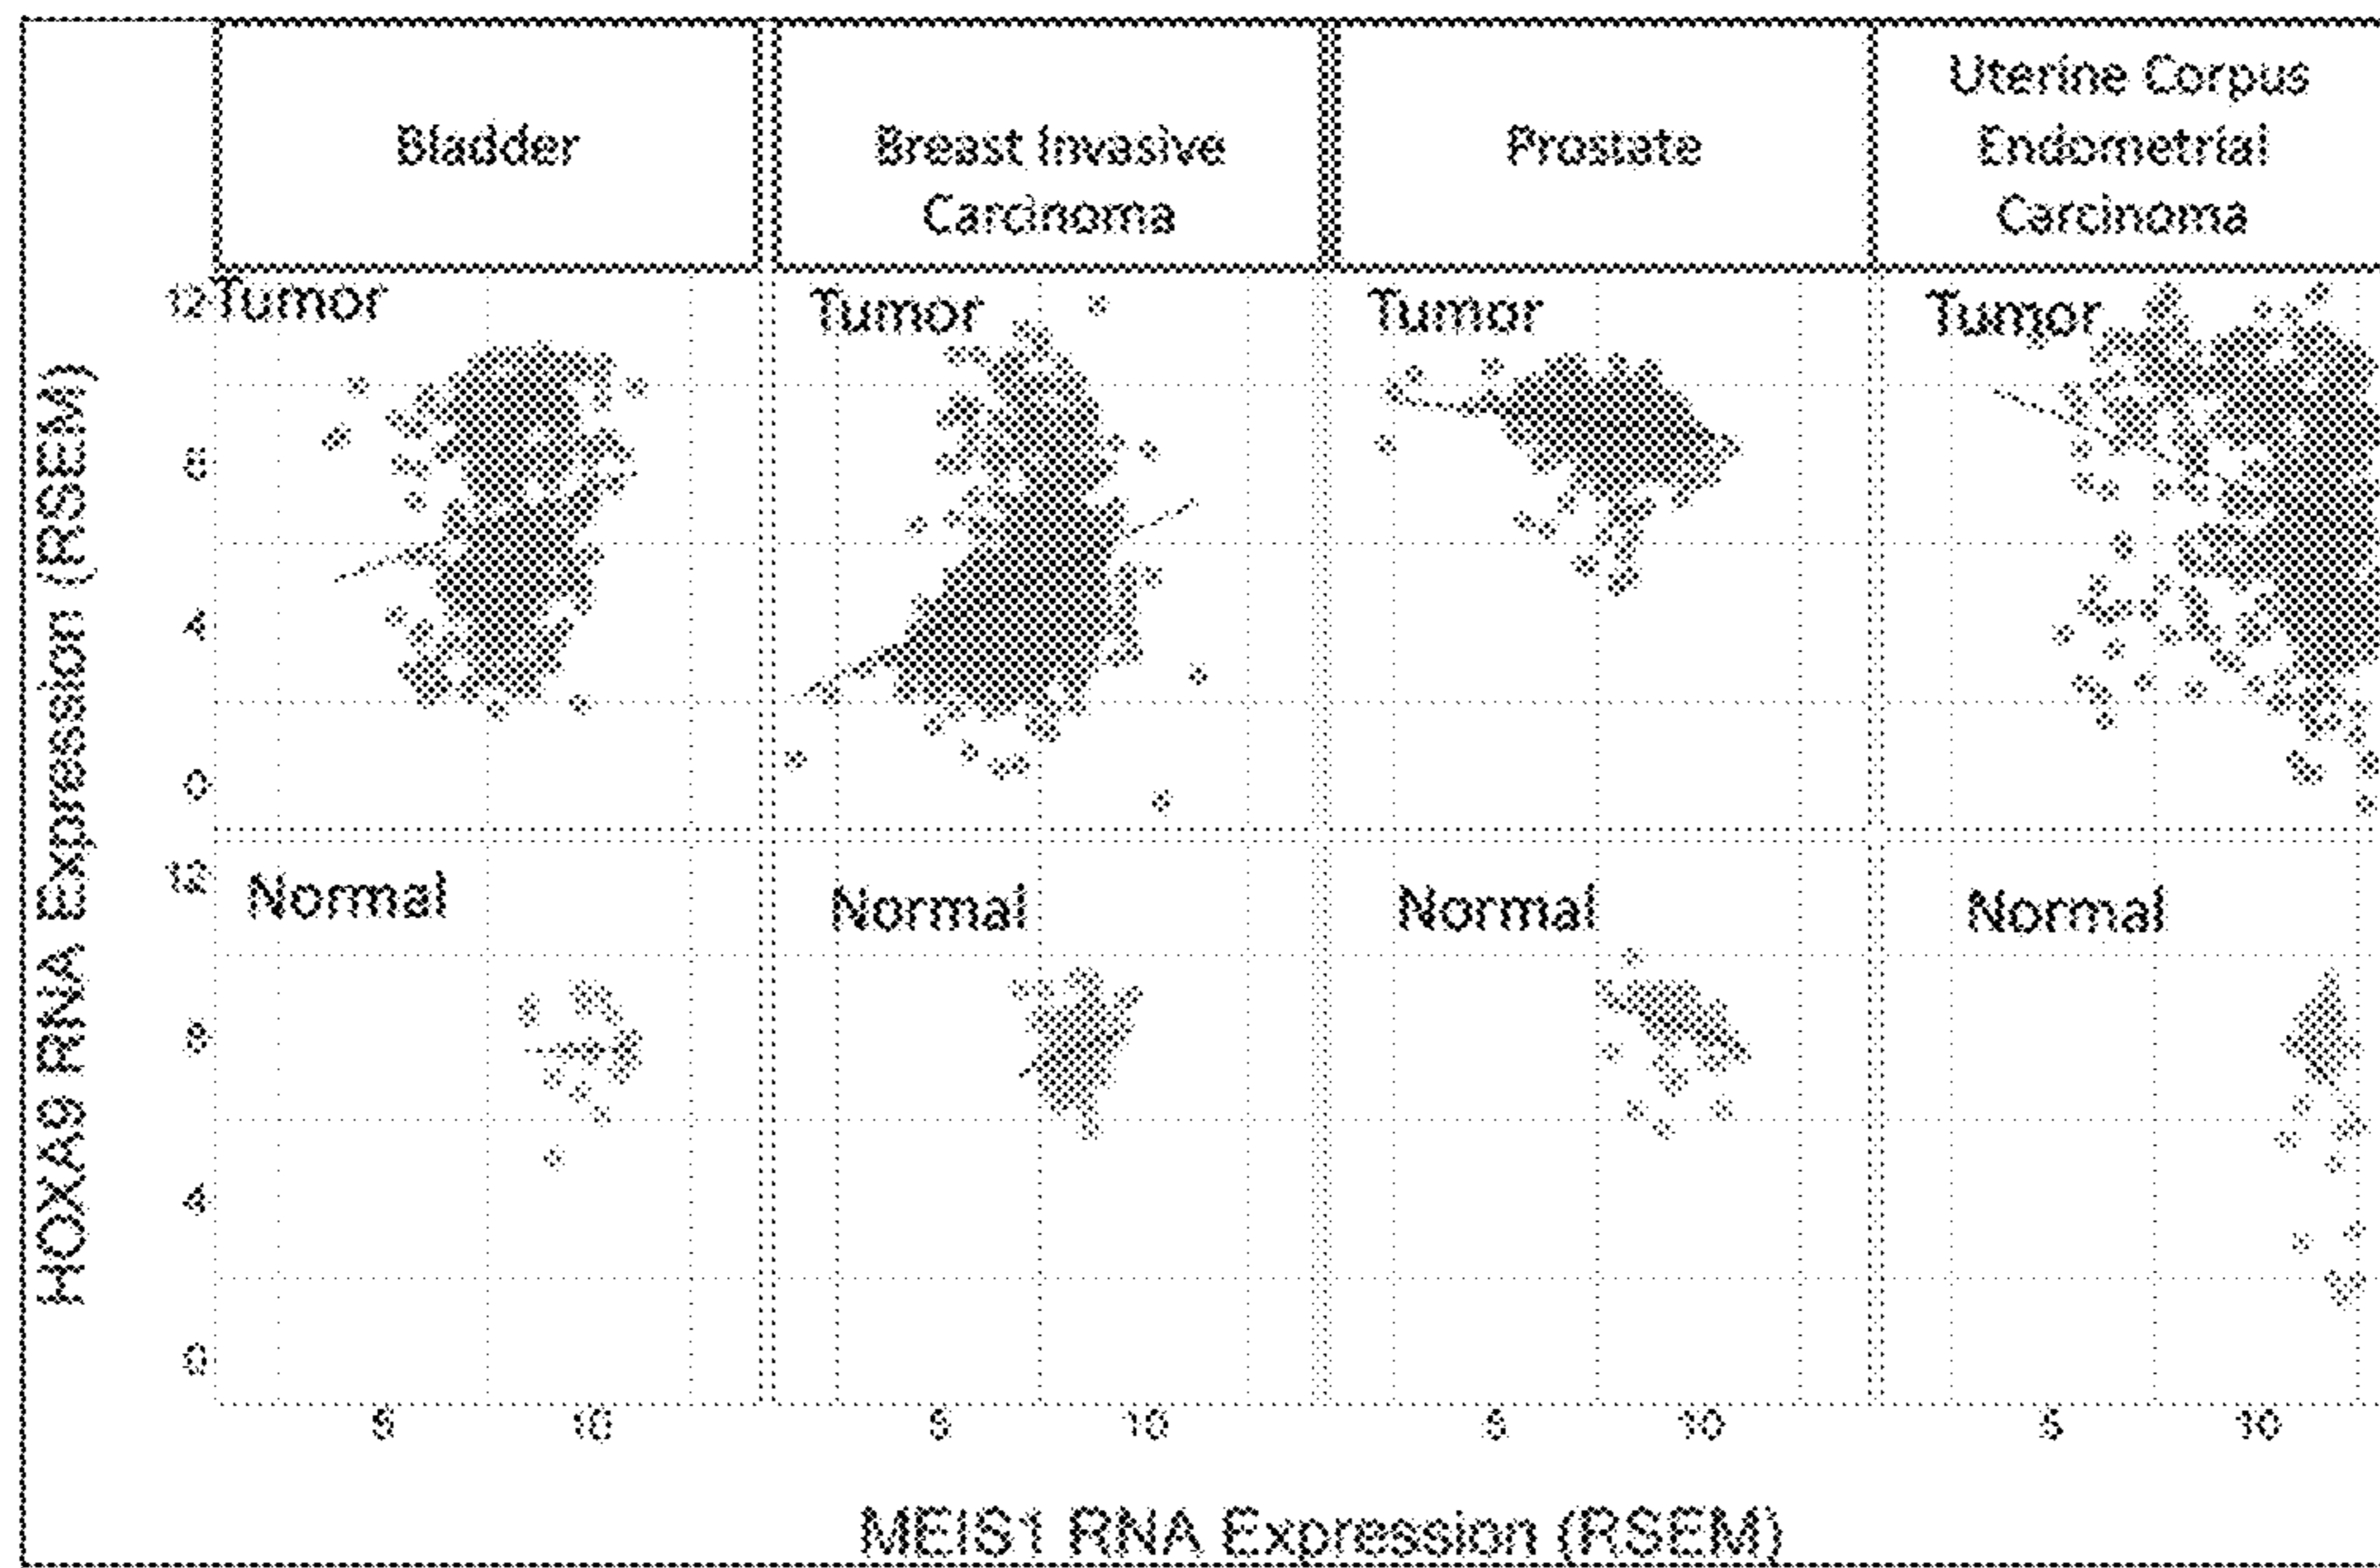 Bladder
Breast Invasive
Carcinoma
Prostate
Uterine Corpus
Endometrial
Carcinoma
HOXA9 RNA Expression (RSEM)
12
8
4
0
Tumor
Tumor
Tumor
Tumor
12
8
4
0
Normal
Normal
Normal
Normal
5
10
5
10
5
10
5
10
MEIS1 RNA Expression (RSEM)